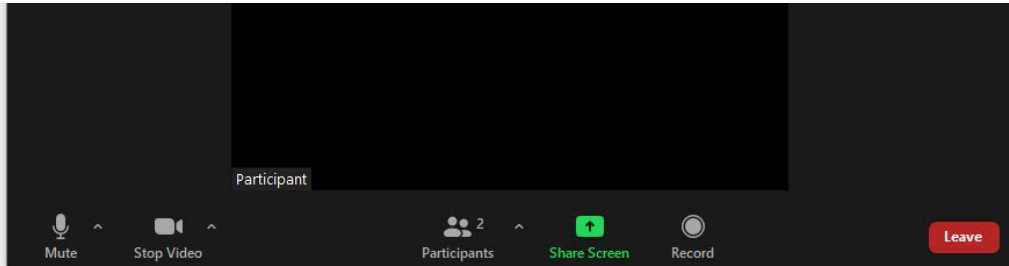 Participant
2
Mute
Stop Video
Participants
Share Screen
Record
Leave